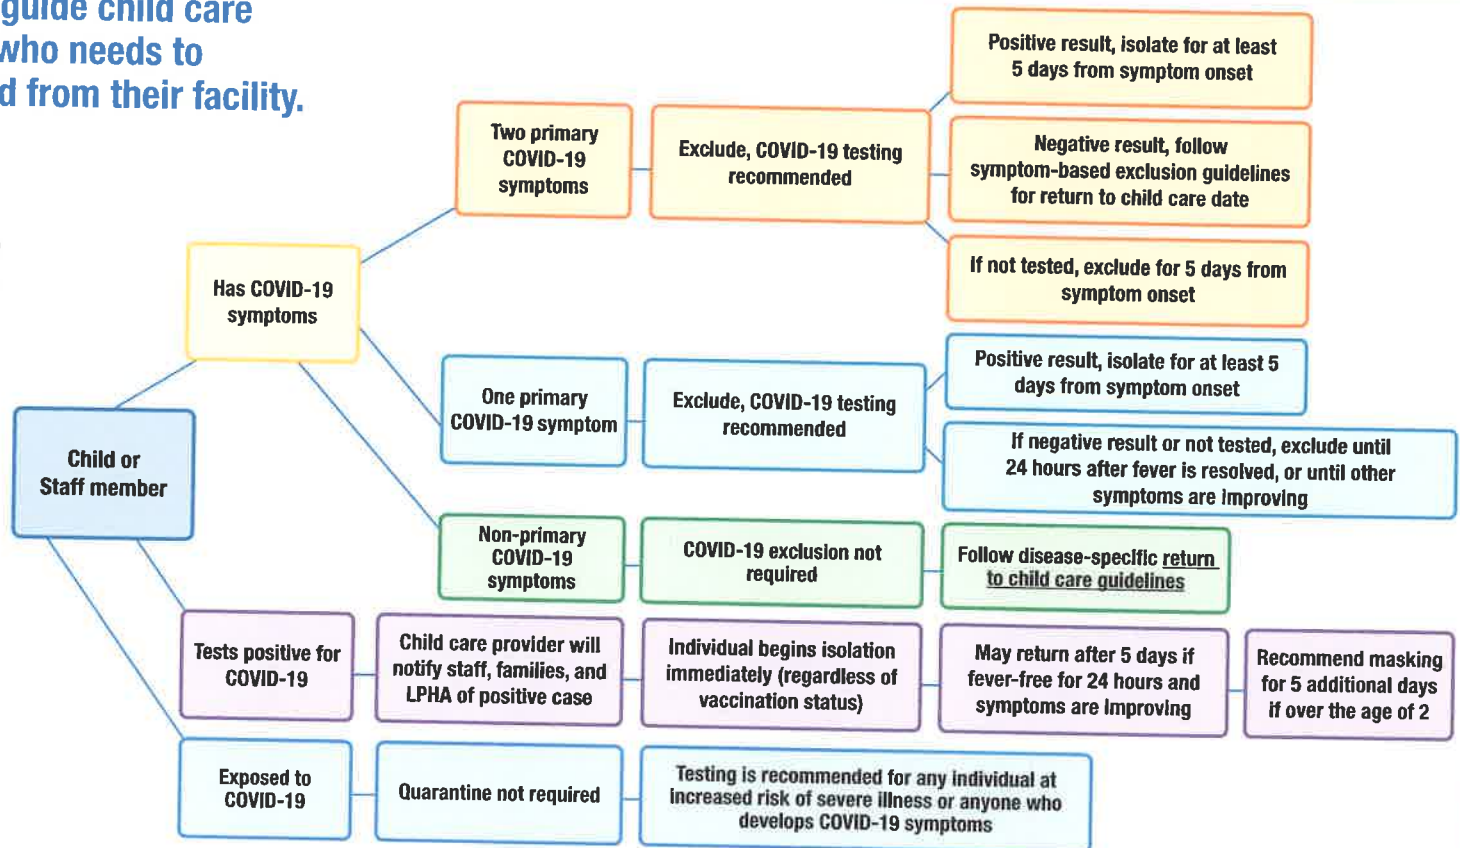 guide child care
who needs to
d from their facility.
Positive result, isolate for at least
5 days from symptom onset
Two primary
COVID-19
symptoms
Exclude, COVID-19 testing
recommended
Negative result, follow
symptom-based exclusion guidelines
for return to child care date
If not tested, exclude for 5 days from
symptom onset
Has COVID-19
symptoms
One primary
COVID-19 symptom
Exclude, COVID-19 testing
recommended
Positive result, isolate for at least 5
days from symptom onset
If negative result or not tested, exclude until
24 hours after fever is resolved, or until other
symptoms are improving
Child or
Staff member
Non-primary
COVID-19
symptoms
COVID-19 exclusion not
required
Follow disease-specific return
to child care guidelines
Tests positive for
COVID-19
Child care provider will
notify staff, families, and
LPHA of positive case
Individual begins isolation
immediately (regardless of
vaccination status)
May return after 5 days if
fever-free for 24 hours and
symptoms are improving
Recommend masking
for 5 additional days
if over the age of 2
Exposed to
COVID-19
Quarantine not required
Testing is recommended for any individual at
increased risk of severe illness or anyone who
develops COVID-19 symptoms